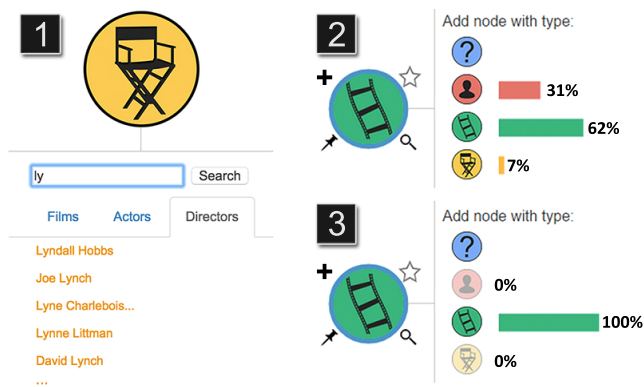 1
ly
Search
Films Actors Directors
Lyndall Hobbs
Joe Lynch
Lyne Charlebois...
Lynne Littman
David Lynch
...
2
Add node with type:
?
31%
62%
7%
3
Add node with type:
?
0%
100%
0%